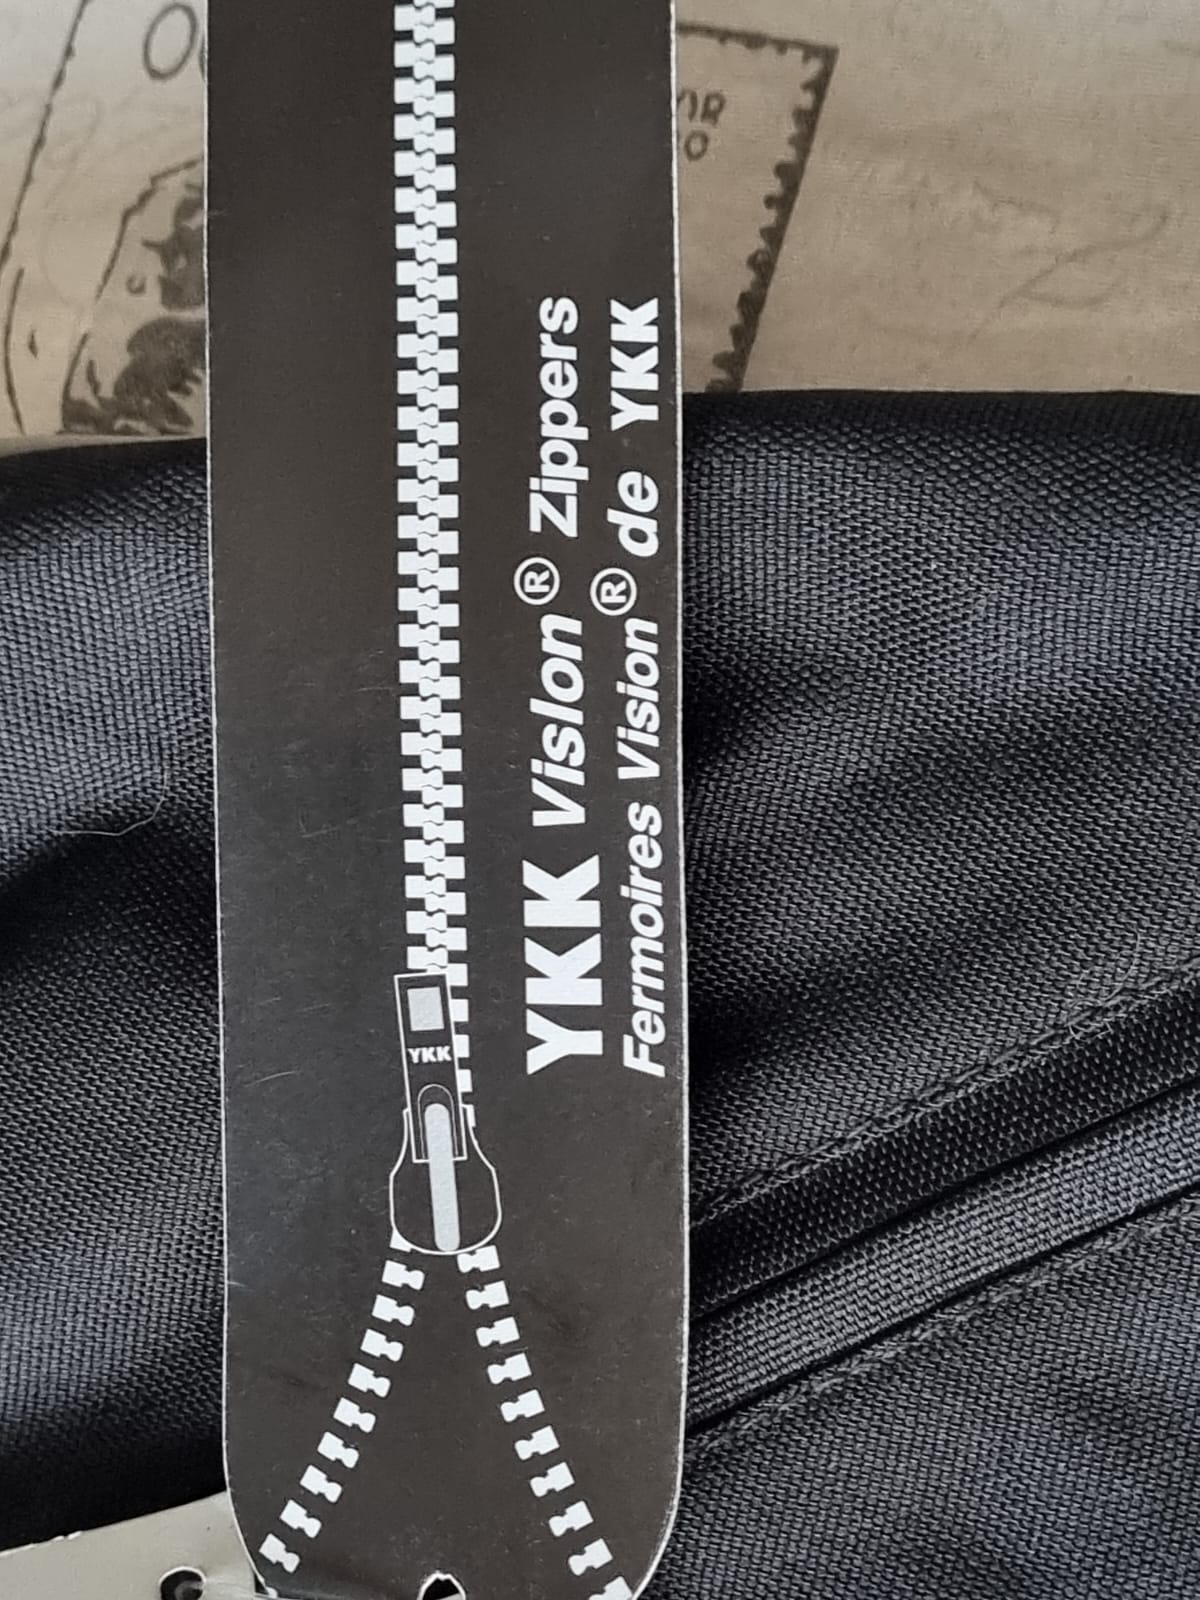 YKK Vision® Zippers
Fermoires Vision® de YKK
YKK